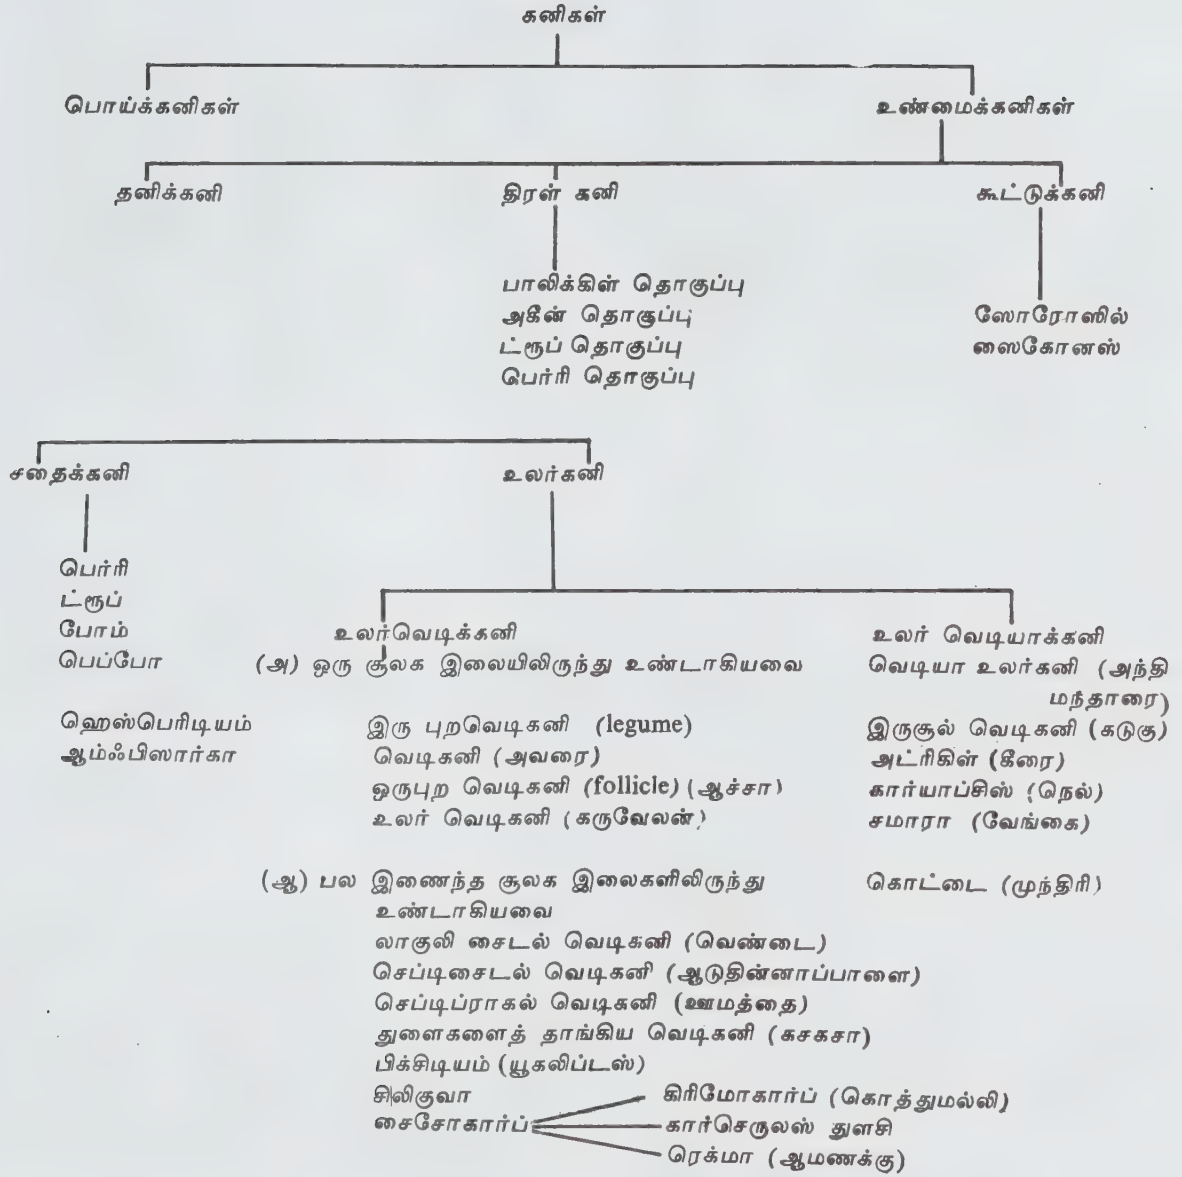 கனிகள்
பொய்க்கனிகள் உண்மைக்கனிகள்
தனிக்கனி திரள் கனி கூட்டுக்கனி
பாலிக்கிள் தொகுப்பு
அகீன் தொகுப்பு
ட்ரூப் தொகுப்பு
பெர்ரி தொகுப்பு
ஸோரோஸில்
ஸைகோனஸ்
சதைக்கனி உலர்கனி
பெர்ரி
ட்ரூப்
போம்
பெப்போ
ஹெஸ்பெரிடியம்
ஆம்ஃபிஸார்கா
உலர்வெடிக்கனி
(அ) ஒரு சூலக இலையிலிருந்து உண்டாகியவை
இரு புறவெடிகனி (legume)
வெடிகனி (அவரை)
ஒருபுற வெடிகனி (follicle) (ஆச்சா)
உலர் வெடிகனி (கருவேலன்)
(ஆ) பல இணைந்த சூலக இலைகளிலிருந்து
உண்டாகியவை
லாகுலி சைடல் வெடிகனி (வெண்டை)
செப்டிசைடல் வெடிகனி (ஆடுதின்னாப்பாளை)
செப்டிப்ராகல் வெடிகனி (ஊமத்தை)
துளைகளைத் தாங்கிய வெடிகனி (கசகசா)
பிக்சிடியம் (யூகலிப்டஸ்)
சிலிகுவா
சைசோகார்ப்
கிரிமோகார்ப் (கொத்துமல்லி)
கார்செருலஸ் துளசி
ரெக்மா (ஆமணக்கு)
உலர் வெடியாக்கனி
வெடியா உலர்கனி (அந்தி
மந்தாரை)
இருசூல் வெடிகனி (கடுகு)
அட்ரிகிள் (கீரை)
கார்யாப்சிஸ் (நெல்)
சமாரா (வேங்கை)
கொட்டை (முந்திரி)